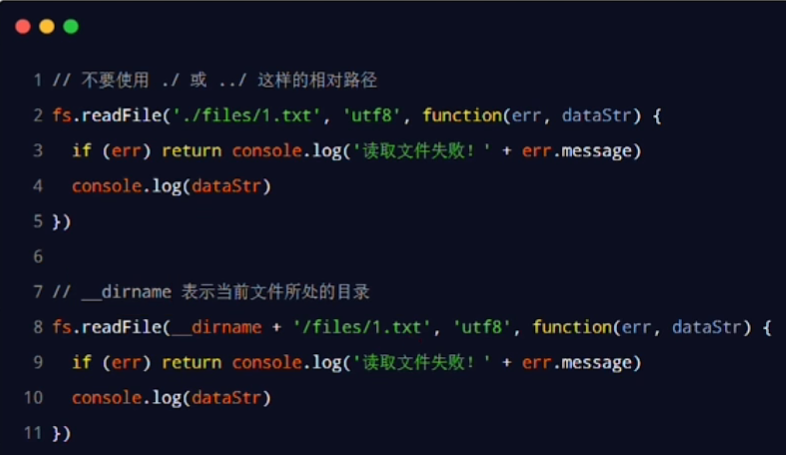 1 // 不要使用 ./ 或 ../ 这样的相对路径
2 fs.readFile('./files/1.txt', 'utf8', function(err, dataStr) {
3   if (err) return console.log('读取文件失败！' + err.message)
4   console.log(dataStr)
5 })
6
7 // __dirname 表示当前文件所处的目录
8 fs.readFile(__dirname + '/files/1.txt', 'utf8', function(err, dataStr) {
9   if (err) return console.log('读取文件失败！' + err.message)
10   console.log(dataStr)
11 })